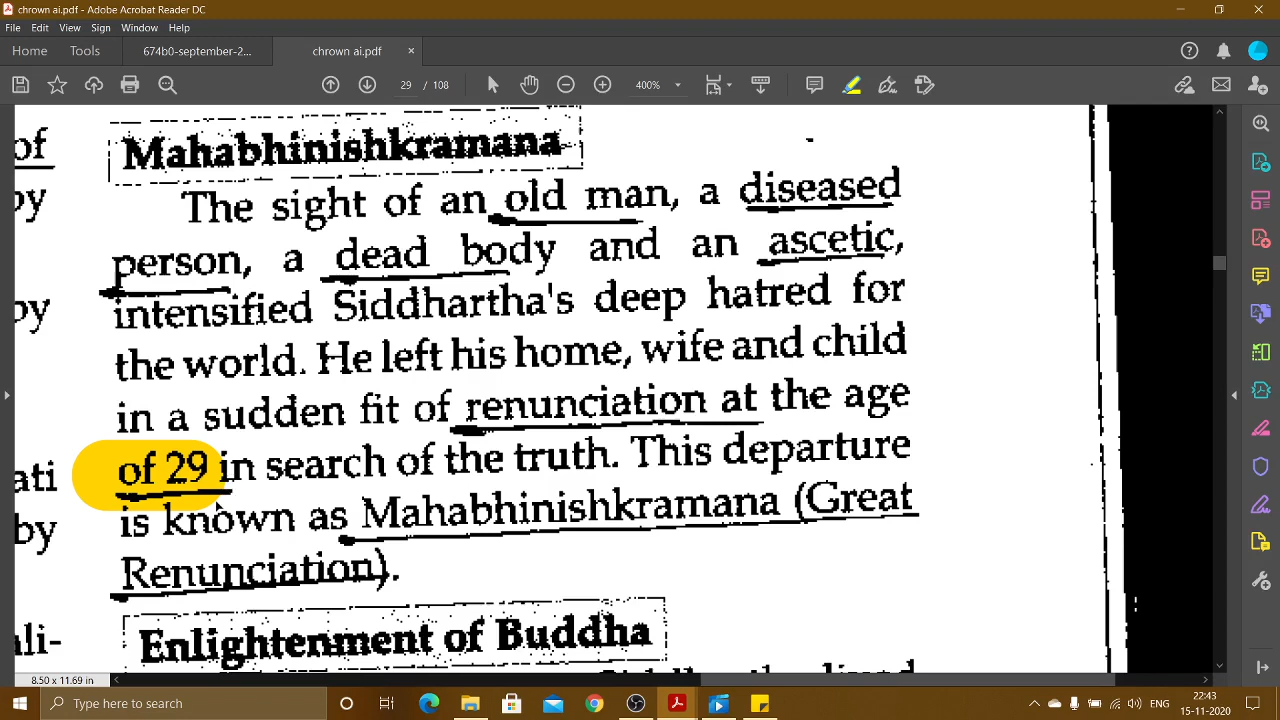 chrown ai.pdf - Adobe Acrobat Reader DC
File Edit View Sign Window Help
Home Tools 674b0-september-2... chrown ai.pdf ×
29 / 108 400%
of
by
by
ati
by
li-
Mahabhinishkramana
The sight of an old man, a diseased
person, a dead body and an ascetic,
intensified Siddhartha's deep hatred for
the world. He left his home, wife and child
in a sudden fit of renunciation at the age
of 29 in search of the truth. This departure
is known as Mahabhinishkramana (Great
Renunciation).
Enlightenment of Buddha
8.50 x 11.69 in
Type here to search
ENG
22:43
15-11-2020